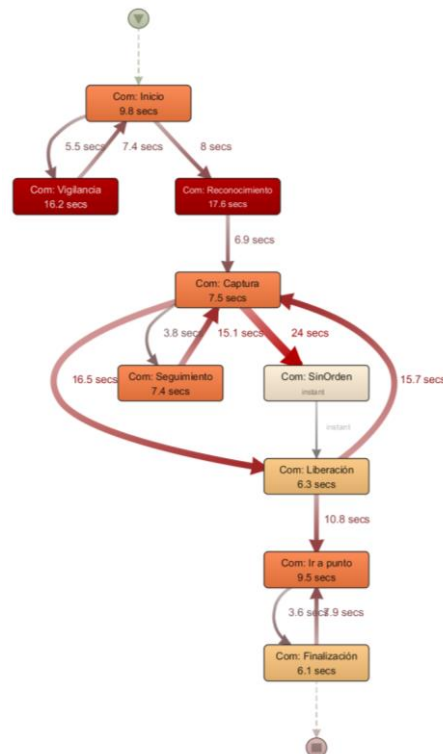 Com: Inicio
9.8 secs
5.5 secs
7.4 secs
8 secs
Com: Vigilancia
16.2 secs
Com: Reconocimiento
17.6 secs
6.9 secs
Com: Captura
7.5 secs
3.8 secs
15.1 secs
24 secs
16.5 secs
15.7 secs
Com: Seguimiento
7.4 secs
Com: SinOrden
instant
instant
Com: Liberación
6.3 secs
10.8 secs
Com: Ir a punto
9.5 secs
3.6 secs
7.9 secs
Com: Finalización
6.1 secs